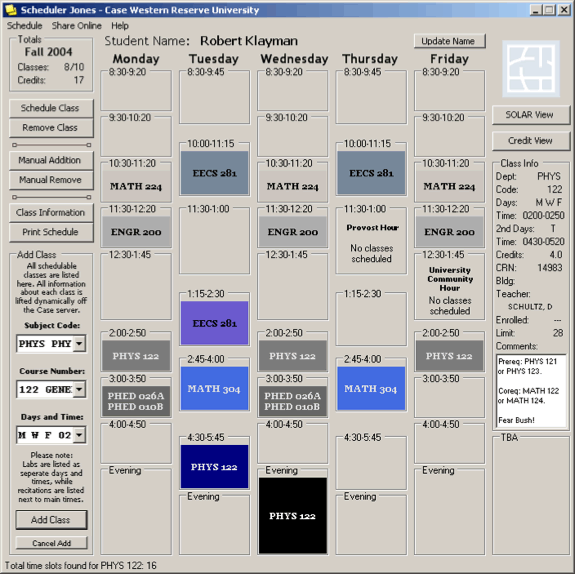 Scheduler Jones - Case Western Reserve University
Schedule Share Online Help
Totals
Fall 2004
Classes: 8/10
Credits: 17
Schedule Class
Remove Class
Manual Addition
Manual Remove
Class Information
Print Schedule
Add Class
All schedulable
classes are listed
here. All information
about each class is
lifted dynamically off
the Case server.
Subject Code:
PHYS PHY
Course Number:
122 GENE
Days and Time:
M W F 02
Please note:
Labs are listed as
seperate days and
times, while
recitations are listed
next to main times.
Add Class
Cancel Add
Student Name: Robert Klayman
Update Name
Monday
8:30-9:20
9:30-10:20
10:30-11:20
MATH 224
11:30-12:20
ENGR 200
12:30-1:45
2:00-2:50
PHYS 122
3:00-3:50
PHED 026A
PHED 010B
4:00-4:50
Evening
Tuesday
8:30-9:45
10:00-11:15
EECS 281
11:30-1:00
1:15-2:30
EECS 281
2:45-4:00
MATH 304
4:30-5:45
PHYS 122
Evening
Wednesday
8:30-9:20
9:30-10:20
10:30-11:20
MATH 224
11:30-12:20
ENGR 200
12:30-1:45
2:00-2:50
PHYS 122
3:00-3:50
PHED 026A
PHED 010B
4:00-4:50
Evening
PHYS 122
Thursday
8:30-9:45
10:00-11:15
EECS 281
11:30-1:00
Provost Hour
No classes
scheduled
1:15-2:30
2:45-4:00
MATH 304
4:30-5:45
Evening
Friday
8:30-9:20
9:30-10:20
10:30-11:20
MATH 224
11:30-12:20
ENGR 200
12:30-1:45
University
Community
Hour
No classes
scheduled
2:00-2:50
PHYS 122
3:00-3:50
4:00-4:50
Evening
SOLAR View
Credit View
Class Info
Dept: PHYS
Code: 122
Days: M W F
Time: 0200-0250
2nd Days: T
Time: 0430-0520
Credits: 4.0
CRN: 14983
Bldg:
Teacher:
SCHULTZ, D
Enrolled: ---
Limit: 28
Comments:
Prereq: PHYS 121
or PHYS 123.
Coreq: MATH 122
or MATH 124.
Fear Bush!
TBA
Total time slots found for PHYS 122: 16